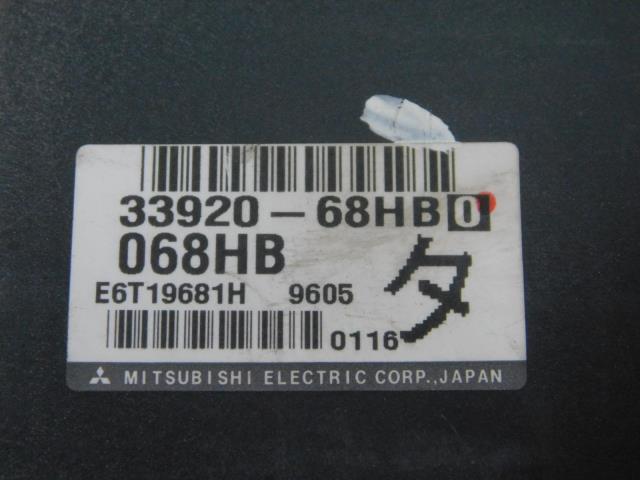 33920-68HB0
068HB
タ
E6T19681H 9605
0116
MITSUBISHI ELECTRIC CORP.,JAPAN